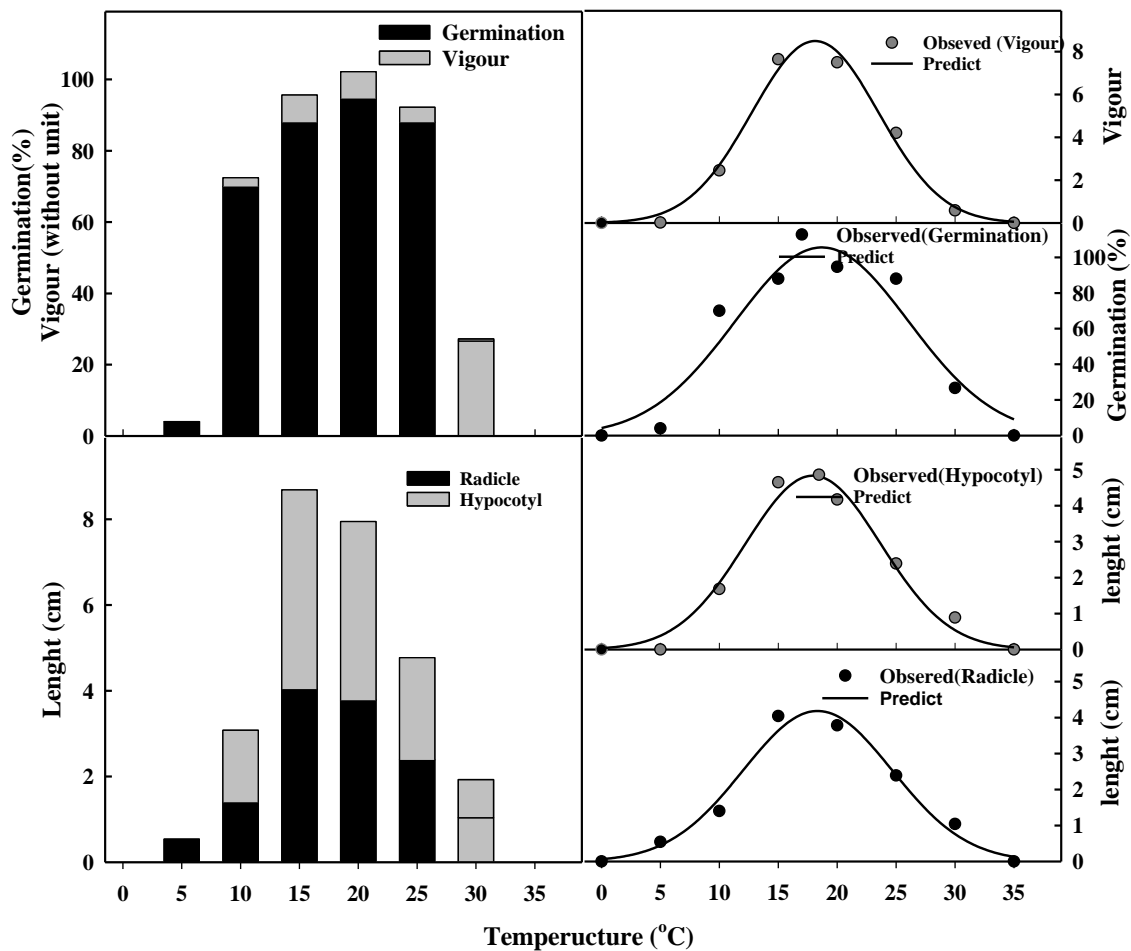 Germination
Vigour
100
80
60
40
20
0
Germination(%)
Vigour (without unit)
Obseved (Vigour)
Predict
8
6
4
2
0
Vigour
Observed(Germination)
Predict
100
80
60
40
20
0
Germination (%)
Radicle
Hypocotyl
8
6
4
2
0
Lenght (cm)
0 5 10 15 20 25 30 35
Observed(Hypocotyl)
Predict
5
4
3
2
1
0
lenght (cm)
Obsered(Radicle)
Predict
5
4
3
2
1
0
lenght (cm)
0 5 10 15 20 25 30 35
Temperucture (°C)